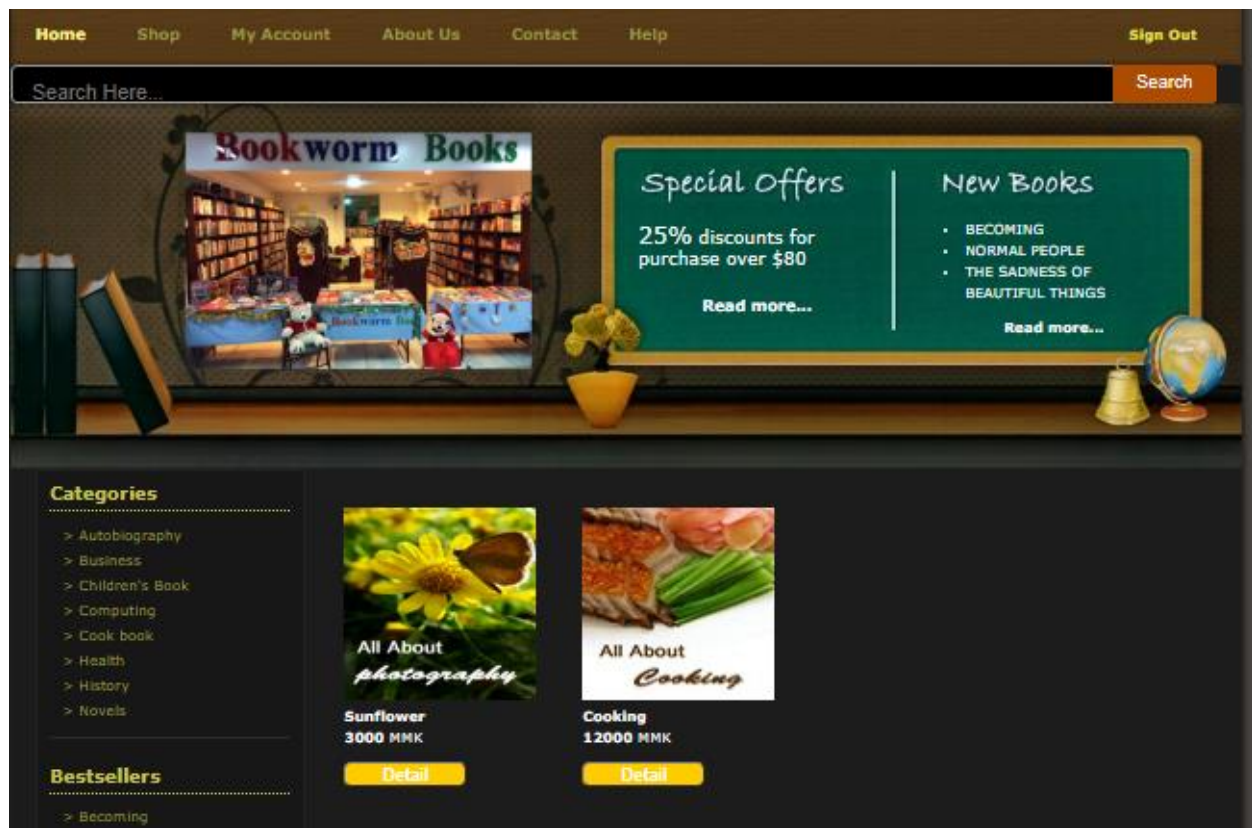 Home Shop My Account About Us Contact Help Sign Out
Search Here... Search
Bookworm Books
Special Offers
25% discounts for
purchase over $80
Read more...
New Books
BECOMING
NORMAL PEOPLE
THE SADNESS OF
BEAUTIFUL THINGS
Read more...
Categories
> Autobiography
> Business
> Children's Book
> Computing
> Cook book
> Health
> History
> Novels
Bestsellers
> Becoming
All About
photography
Sunflower
3000 MMK
Detail
All About
Cooking
Cooking
12000 MMK
Detail